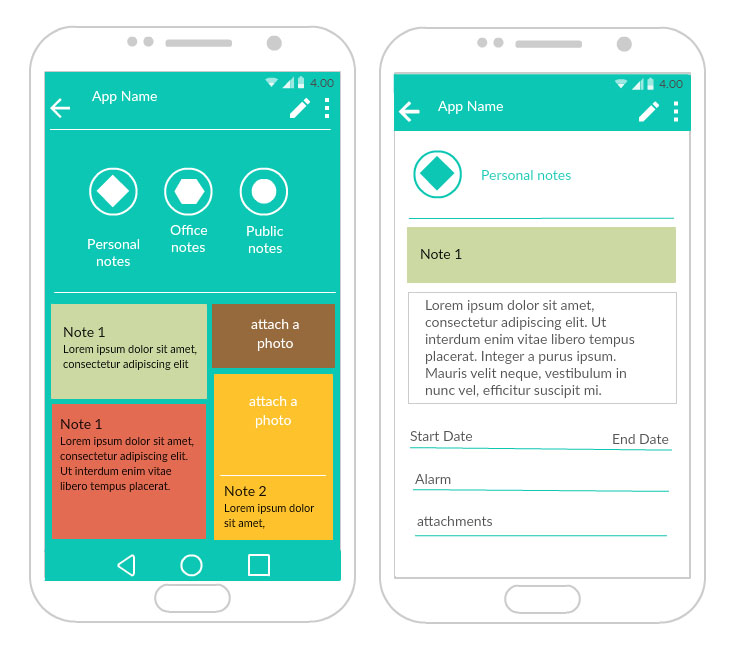 4.00
App Name
Personal
notes
Office
notes
Public
notes
Note 1
Lorem ipsum dolor sit amet,
consectetur adipiscing elit
attach a
photo
Note 1
Lorem ipsum dolor sit amet,
consectetur adipiscing elit.
Ut interdum enim vitae
libero tempus placerat.
attach a
photo
Note 2
Lorem ipsum dolor
sit amet,
4.00
App Name
Personal notes
Note 1
Lorem ipsum dolor sit amet,
consectetur adipiscing elit. Ut
interdum enim vitae libero tempus
placerat. Integer a purus ipsum.
Mauris velit neque, vestibulum in
nunc vel, efficitur suscipit mi.
Start Date
End Date
Alarm
attachments